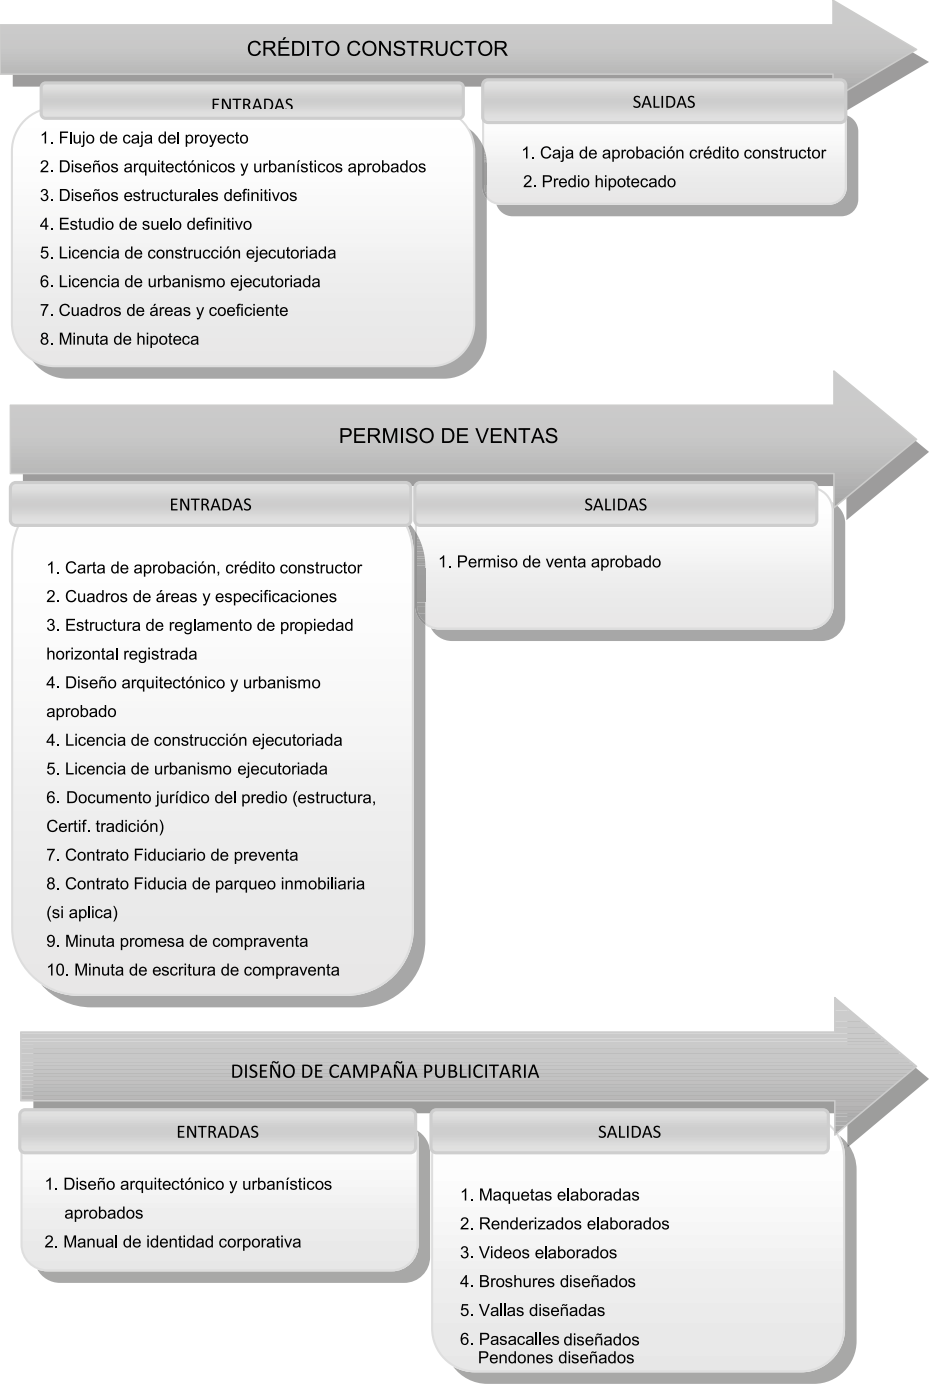 CRÉDITO CONSTRUCTOR
ENTRADAS
1. Flujo de caja del proyecto
2. Diseños arquitectónicos y urbanísticos aprobados
3. Diseños estructurales definitivos
4. Estudio de suelo definitivo
5. Licencia de construcción ejecutoriada
6. Licencia de urbanismo ejecutoriada
7. Cuadros de áreas y coeficiente
8. Minuta de hipoteca
SALIDAS
1. Caja de aprobación crédito constructor
2. Predio hipotecado
PERMISO DE VENTAS
ENTRADAS
1. Carta de aprobación, crédito constructor
2. Cuadros de áreas y especificaciones
3. Estructura de reglamento de propiedad
horizontal registrada
4. Diseño arquitectónico y urbanismo
aprobado
4. Licencia de construcción ejecutoriada
5. Licencia de urbanismo ejecutoriada
6. Documento jurídico del predio (estructura,
Certif. tradición)
7. Contrato Fiduciario de preventa
8. Contrato Fiducia de parqueo inmobiliaria
(si aplica)
9. Minuta promesa de compraventa
10. Minuta de escritura de compraventa
SALIDAS
1. Permiso de venta aprobado
DISEÑO DE CAMPAÑA PUBLICITARIA
ENTRADAS
1. Diseño arquitectónico y urbanísticos
aprobados
2. Manual de identidad corporativa
SALIDAS
1. Maquetas elaboradas
2. Renderizados elaborados
3. Videos elaborados
4. Broshures diseñados
5. Vallas diseñadas
6. Pasacalles diseñados
Pendones diseñados